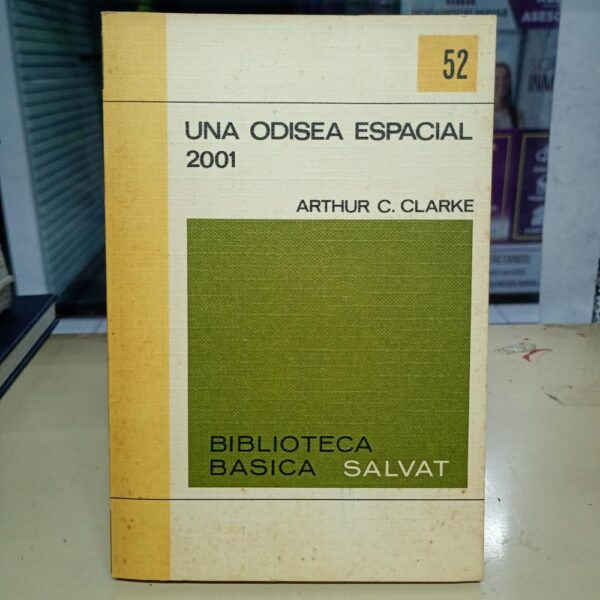 52
UNA ODISEA ESPACIAL
2001
ARTHUR C. CLARKE
BIBLIOTECA
BASICA SALVAT